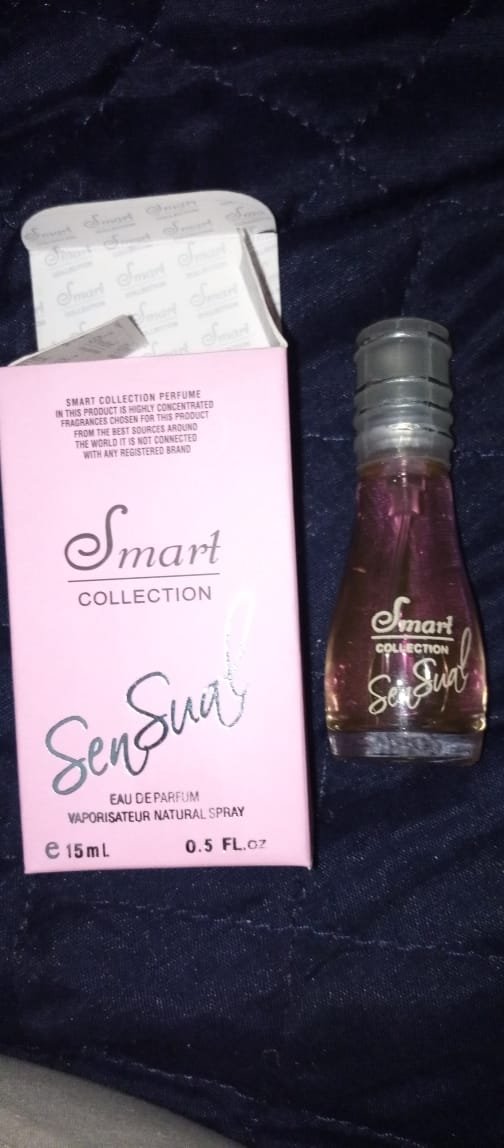 Smart
COLLECTION
SMART COLLECTION PERFUME
IN THIS PRODUCT IS HIGHLY CONCENTRATED
FRAGRANCES CHOSEN FOR THIS PRODUCT
FROM THE BEST SOURCES AROUND
THE WORLD IT IS NOT CONNECTED
WITH ANY REGISTERED BRAND
Smart
COLLECTION
SenSual
EAU DE PARFUM
VAPORISATEUR NATURAL SPRAY
e 15mL 0.5 FL.oz
Smart
COLLECTION
SenSual